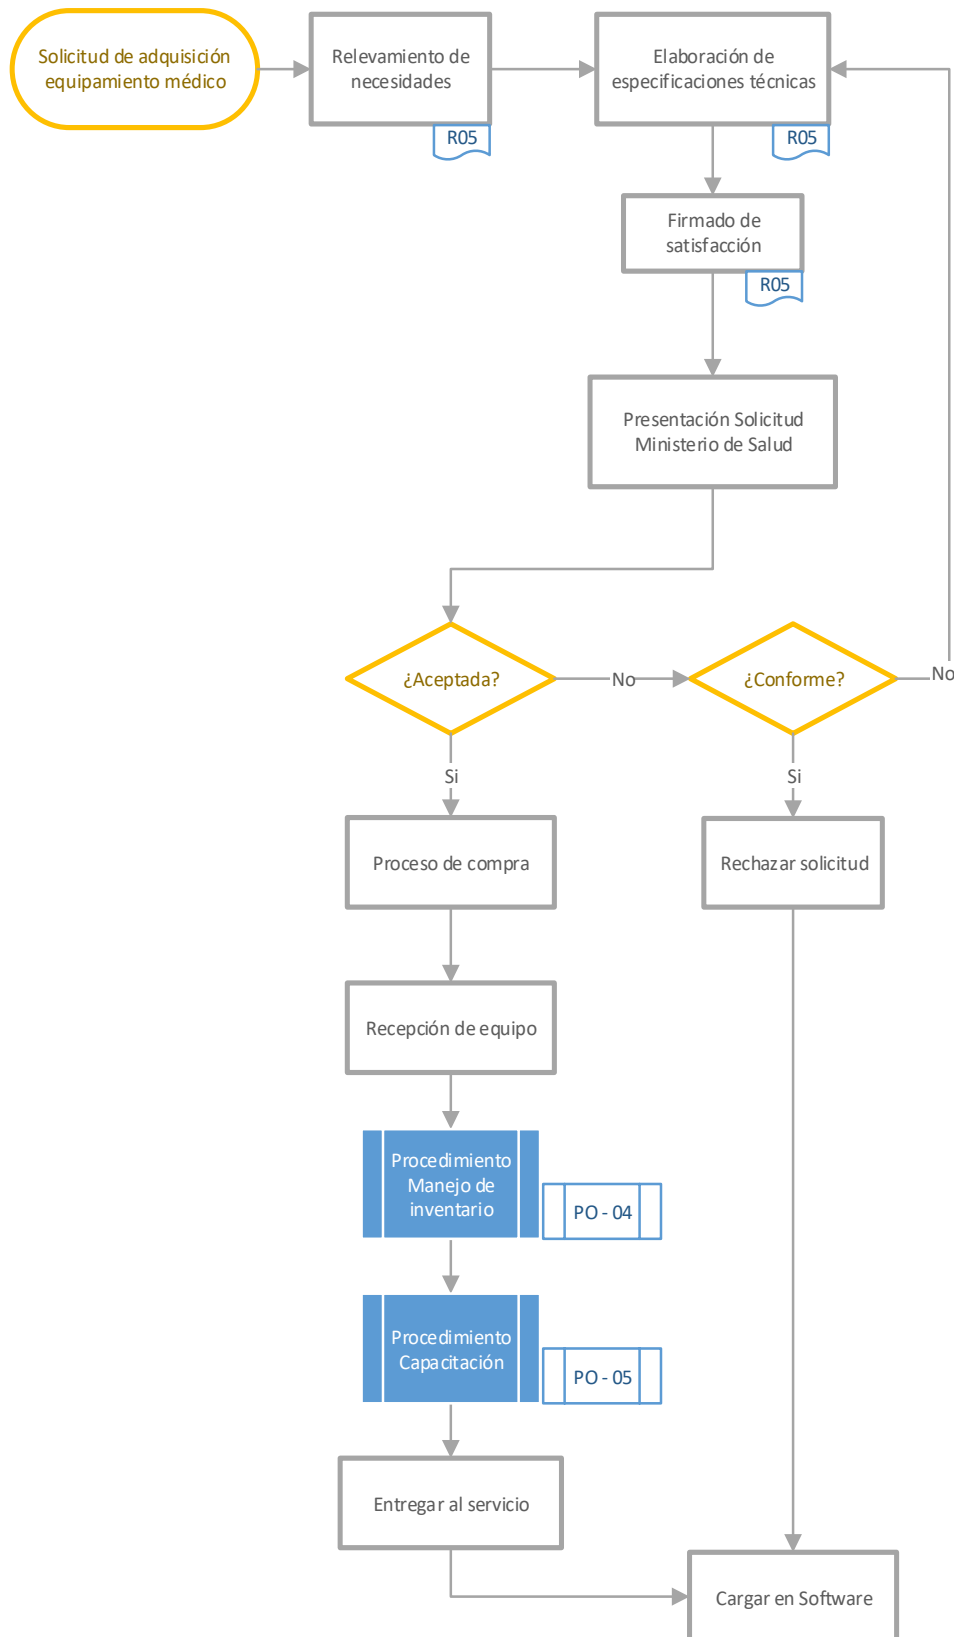 Solicitud de adquisición
equipamiento médico
Relevamiento de
necesidades
R05
Elaboración de
especificaciones técnicas
R05
Firmado de
satisfacción
R05
Presentación Solicitud
Ministerio de Salud
¿Aceptada?
No
¿Conforme?
No
Si
Si
Proceso de compra
Rechazar solicitud
Recepción de equipo
Procedimiento
Manejo de
inventario
PO - 04
Procedimiento
Capacitación
PO - 05
Entregar al servicio
Cargar en Software